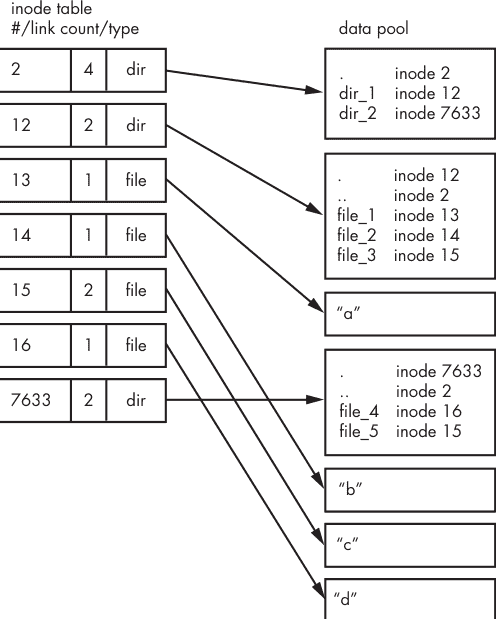 inode table
#/link count/type
2 4 dir
12 2 dir
13 1 file
14 1 file
15 2 file
16 1 file
7633 2 dir
data pool
. inode 2
dir_1 inode 12
dir_2 inode 7633
. inode 12
.. inode 2
file_1 inode 13
file_2 inode 14
file_3 inode 15
“a”
. inode 7633
.. inode 2
file_4 inode 16
file_5 inode 15
“b”
“c”
“d”